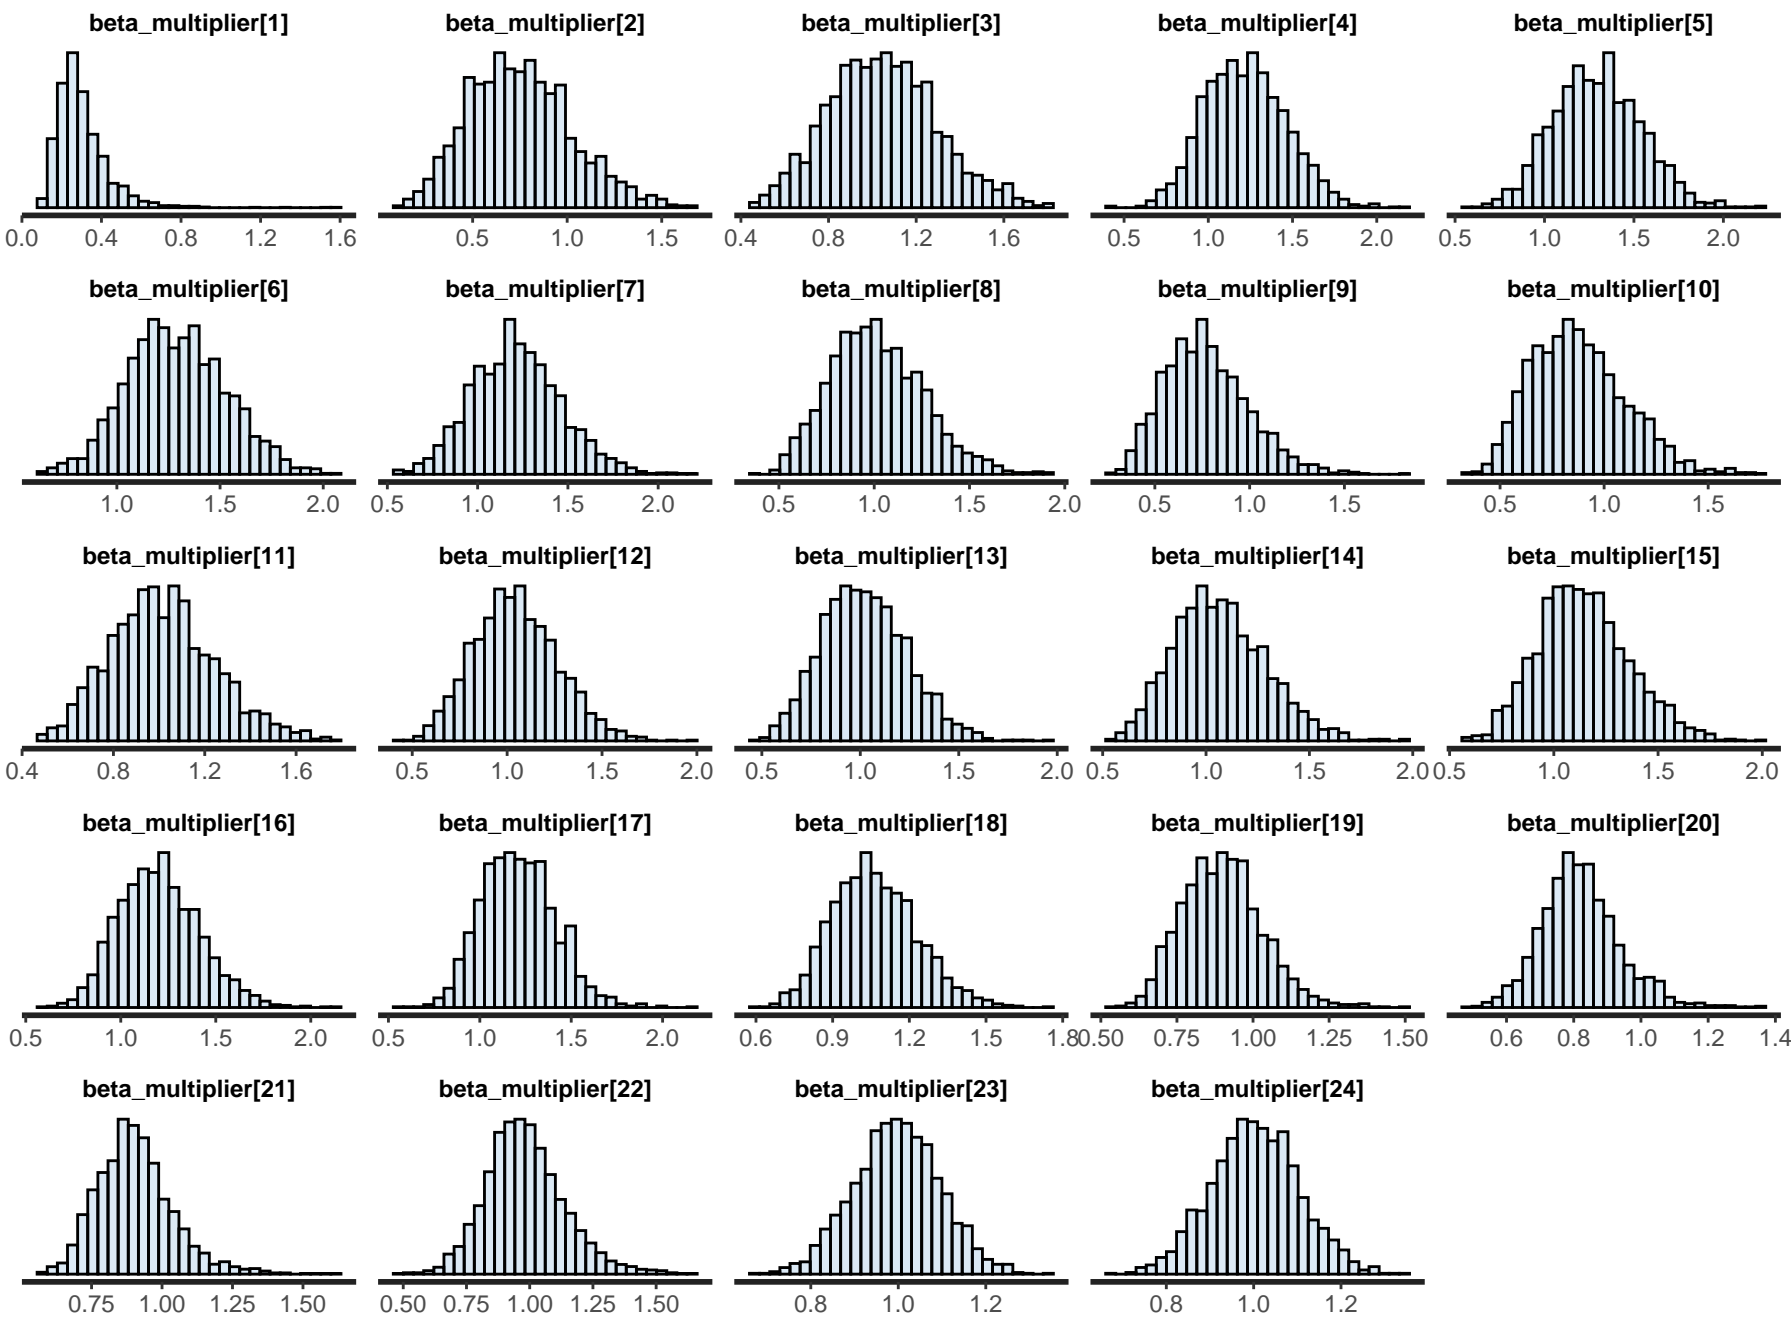 beta_multiplier[1] beta_multiplier[2] beta_multiplier[3] beta_multiplier[4] beta_multiplier[5]
0.0 0.4 0.8 1.2 1.6 0.5 1.0 1.5 0.4 0.8 1.2 1.6 0.5 1.0 1.5 2.0 0.5 1.0 1.5 2.0
beta_multiplier[6] beta_multiplier[7] beta_multiplier[8] beta_multiplier[9] beta_multiplier[10]
1.0 1.5 2.0 0.5 1.0 1.5 2.0 0.5 1.0 1.5 2.0 0.5 1.0 1.5 0.5 1.0 1.5
beta_multiplier[11] beta_multiplier[12] beta_multiplier[13] beta_multiplier[14] beta_multiplier[15]
0.4 0.8 1.2 1.6 0.5 1.0 1.5 2.0 0.5 1.0 1.5 2.0 0.5 1.0 1.5 2.0 0.5 1.0 1.5 2.0
beta_multiplier[16] beta_multiplier[17] beta_multiplier[18] beta_multiplier[19] beta_multiplier[20]
0.5 1.0 1.5 2.0 0.5 1.0 1.5 2.0 0.6 0.9 1.2 1.5 1.8 0.50 0.75 1.00 1.25 1.50 0.6 0.8 1.0 1.2 1.4
beta_multiplier[21] beta_multiplier[22] beta_multiplier[23] beta_multiplier[24]
0.75 1.00 1.25 1.50 0.50 0.75 1.00 1.25 1.50 0.8 1.0 1.2 0.8 1.0 1.2